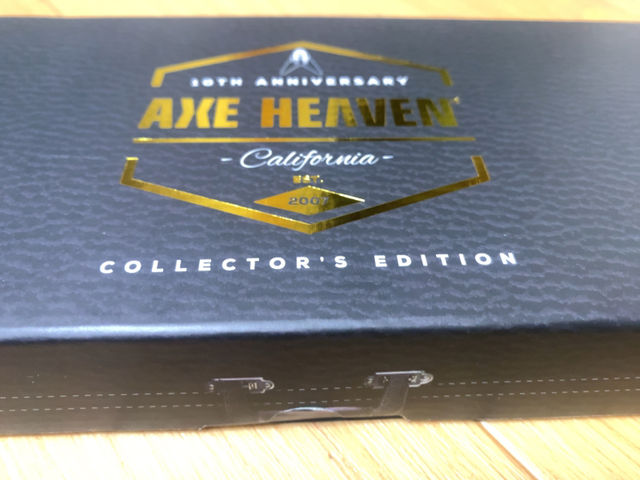 10TH ANNIVERSARY
AXE HEAVEN
- California -
EST.
2007
COLLECTOR'S EDITION